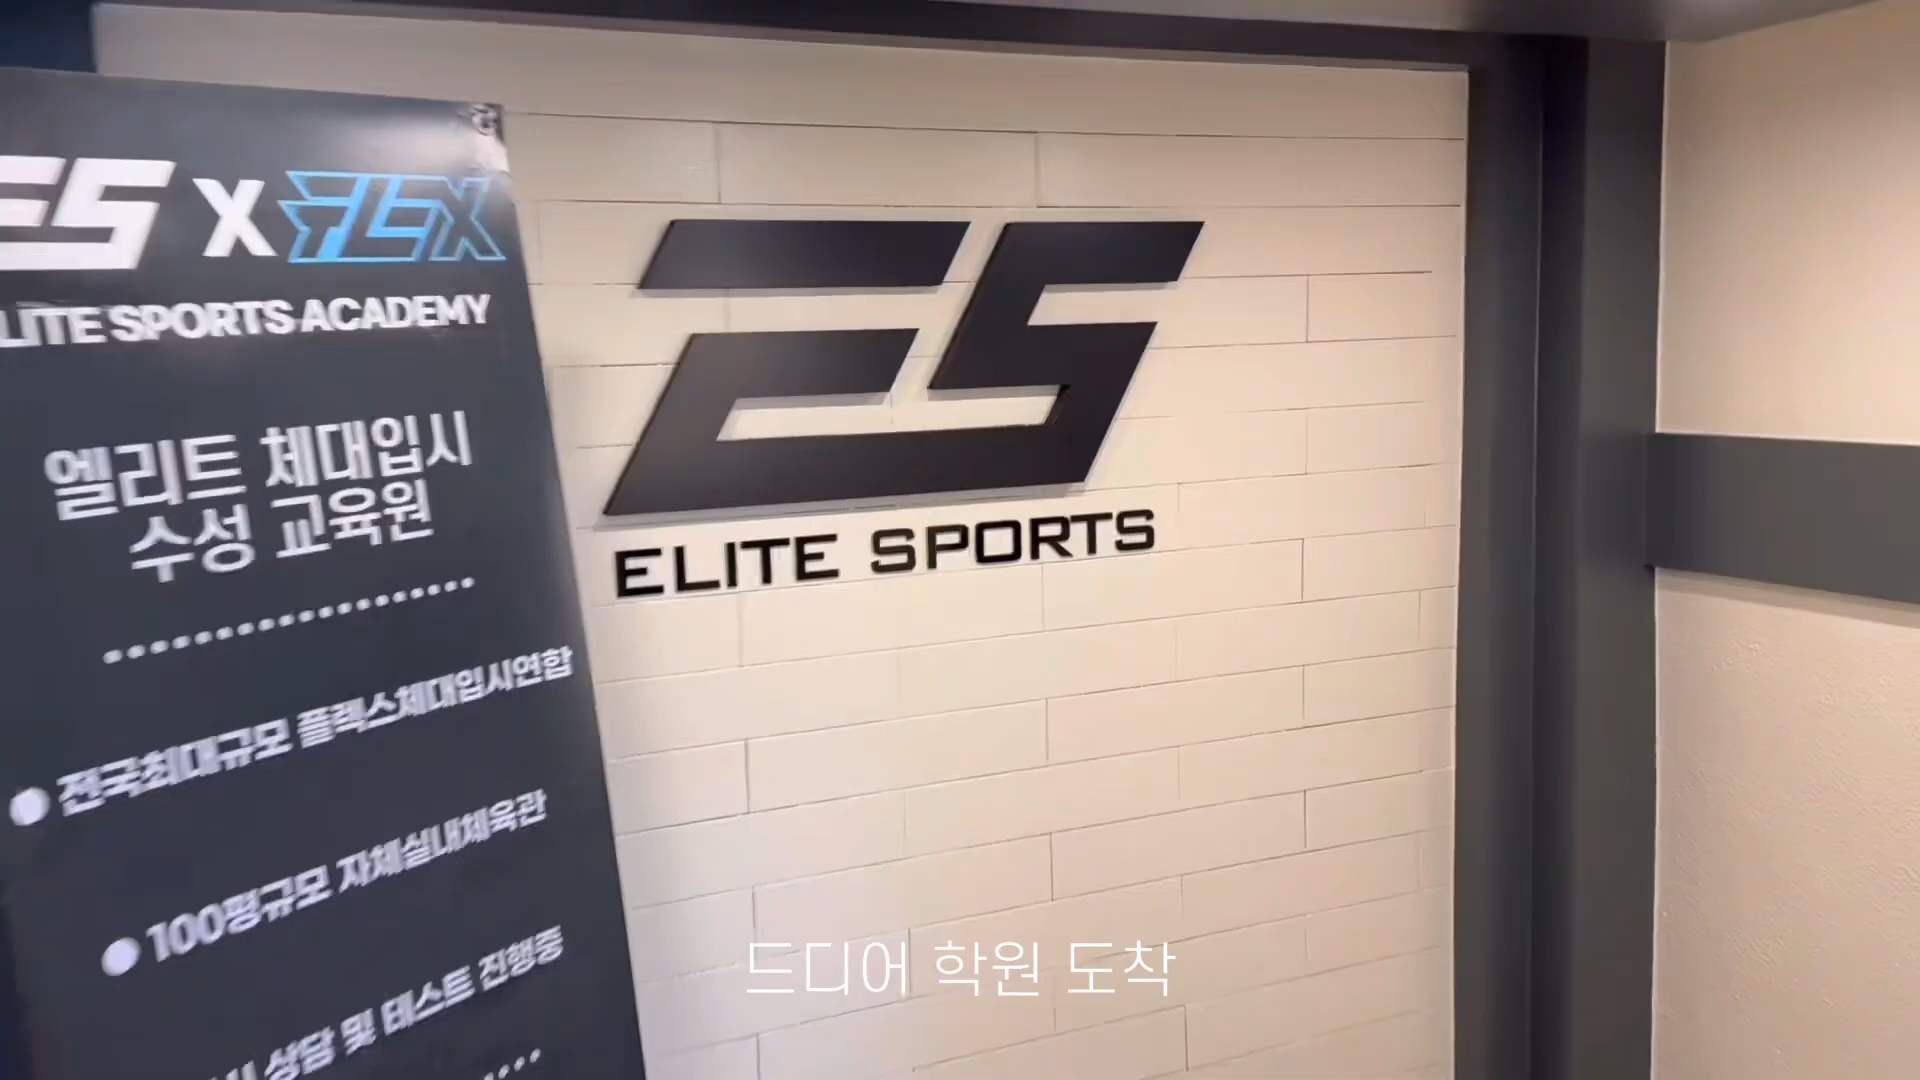 ES X FLEX
ELITE SPORTS ACADEMY
엘리트 체대입시
수성 교육원
● 전국최대규모 플렉스체대입시연합
● 100평규모 자체실내체육관
상담 및 테스트 진행중
ES
ELITE SPORTS
드디어 학원 도착